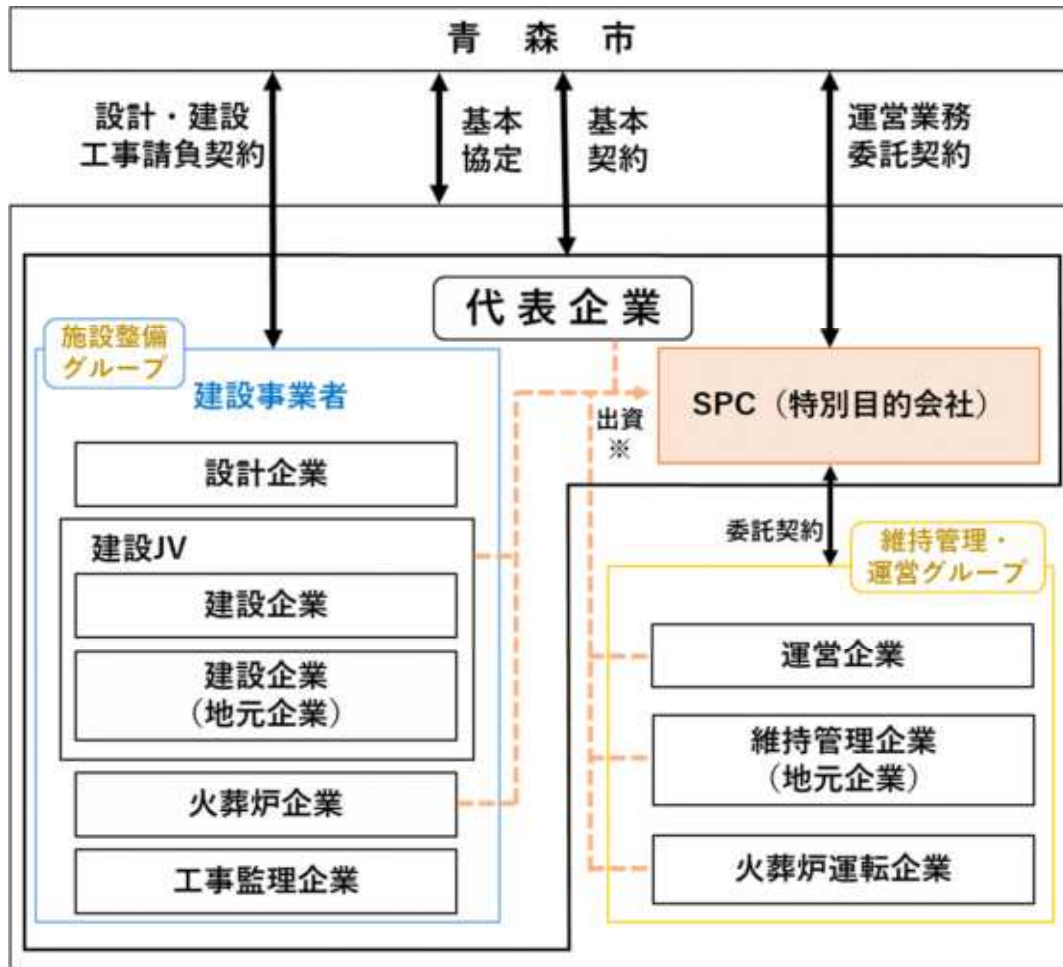 青 森 市
設計・建設
工事請負契約
基本
協定
基本
契約
運営業務
委託契約
代表企業
施設整備
グループ
建設事業者
SPC（特別目的会社）
出資
※
設計企業
建設JV
建設企業
建設企業
（地元企業）
火葬炉企業
工事監理企業
委託契約
維持管理・
運営グループ
運営企業
維持管理企業
（地元企業）
火葬炉運転企業